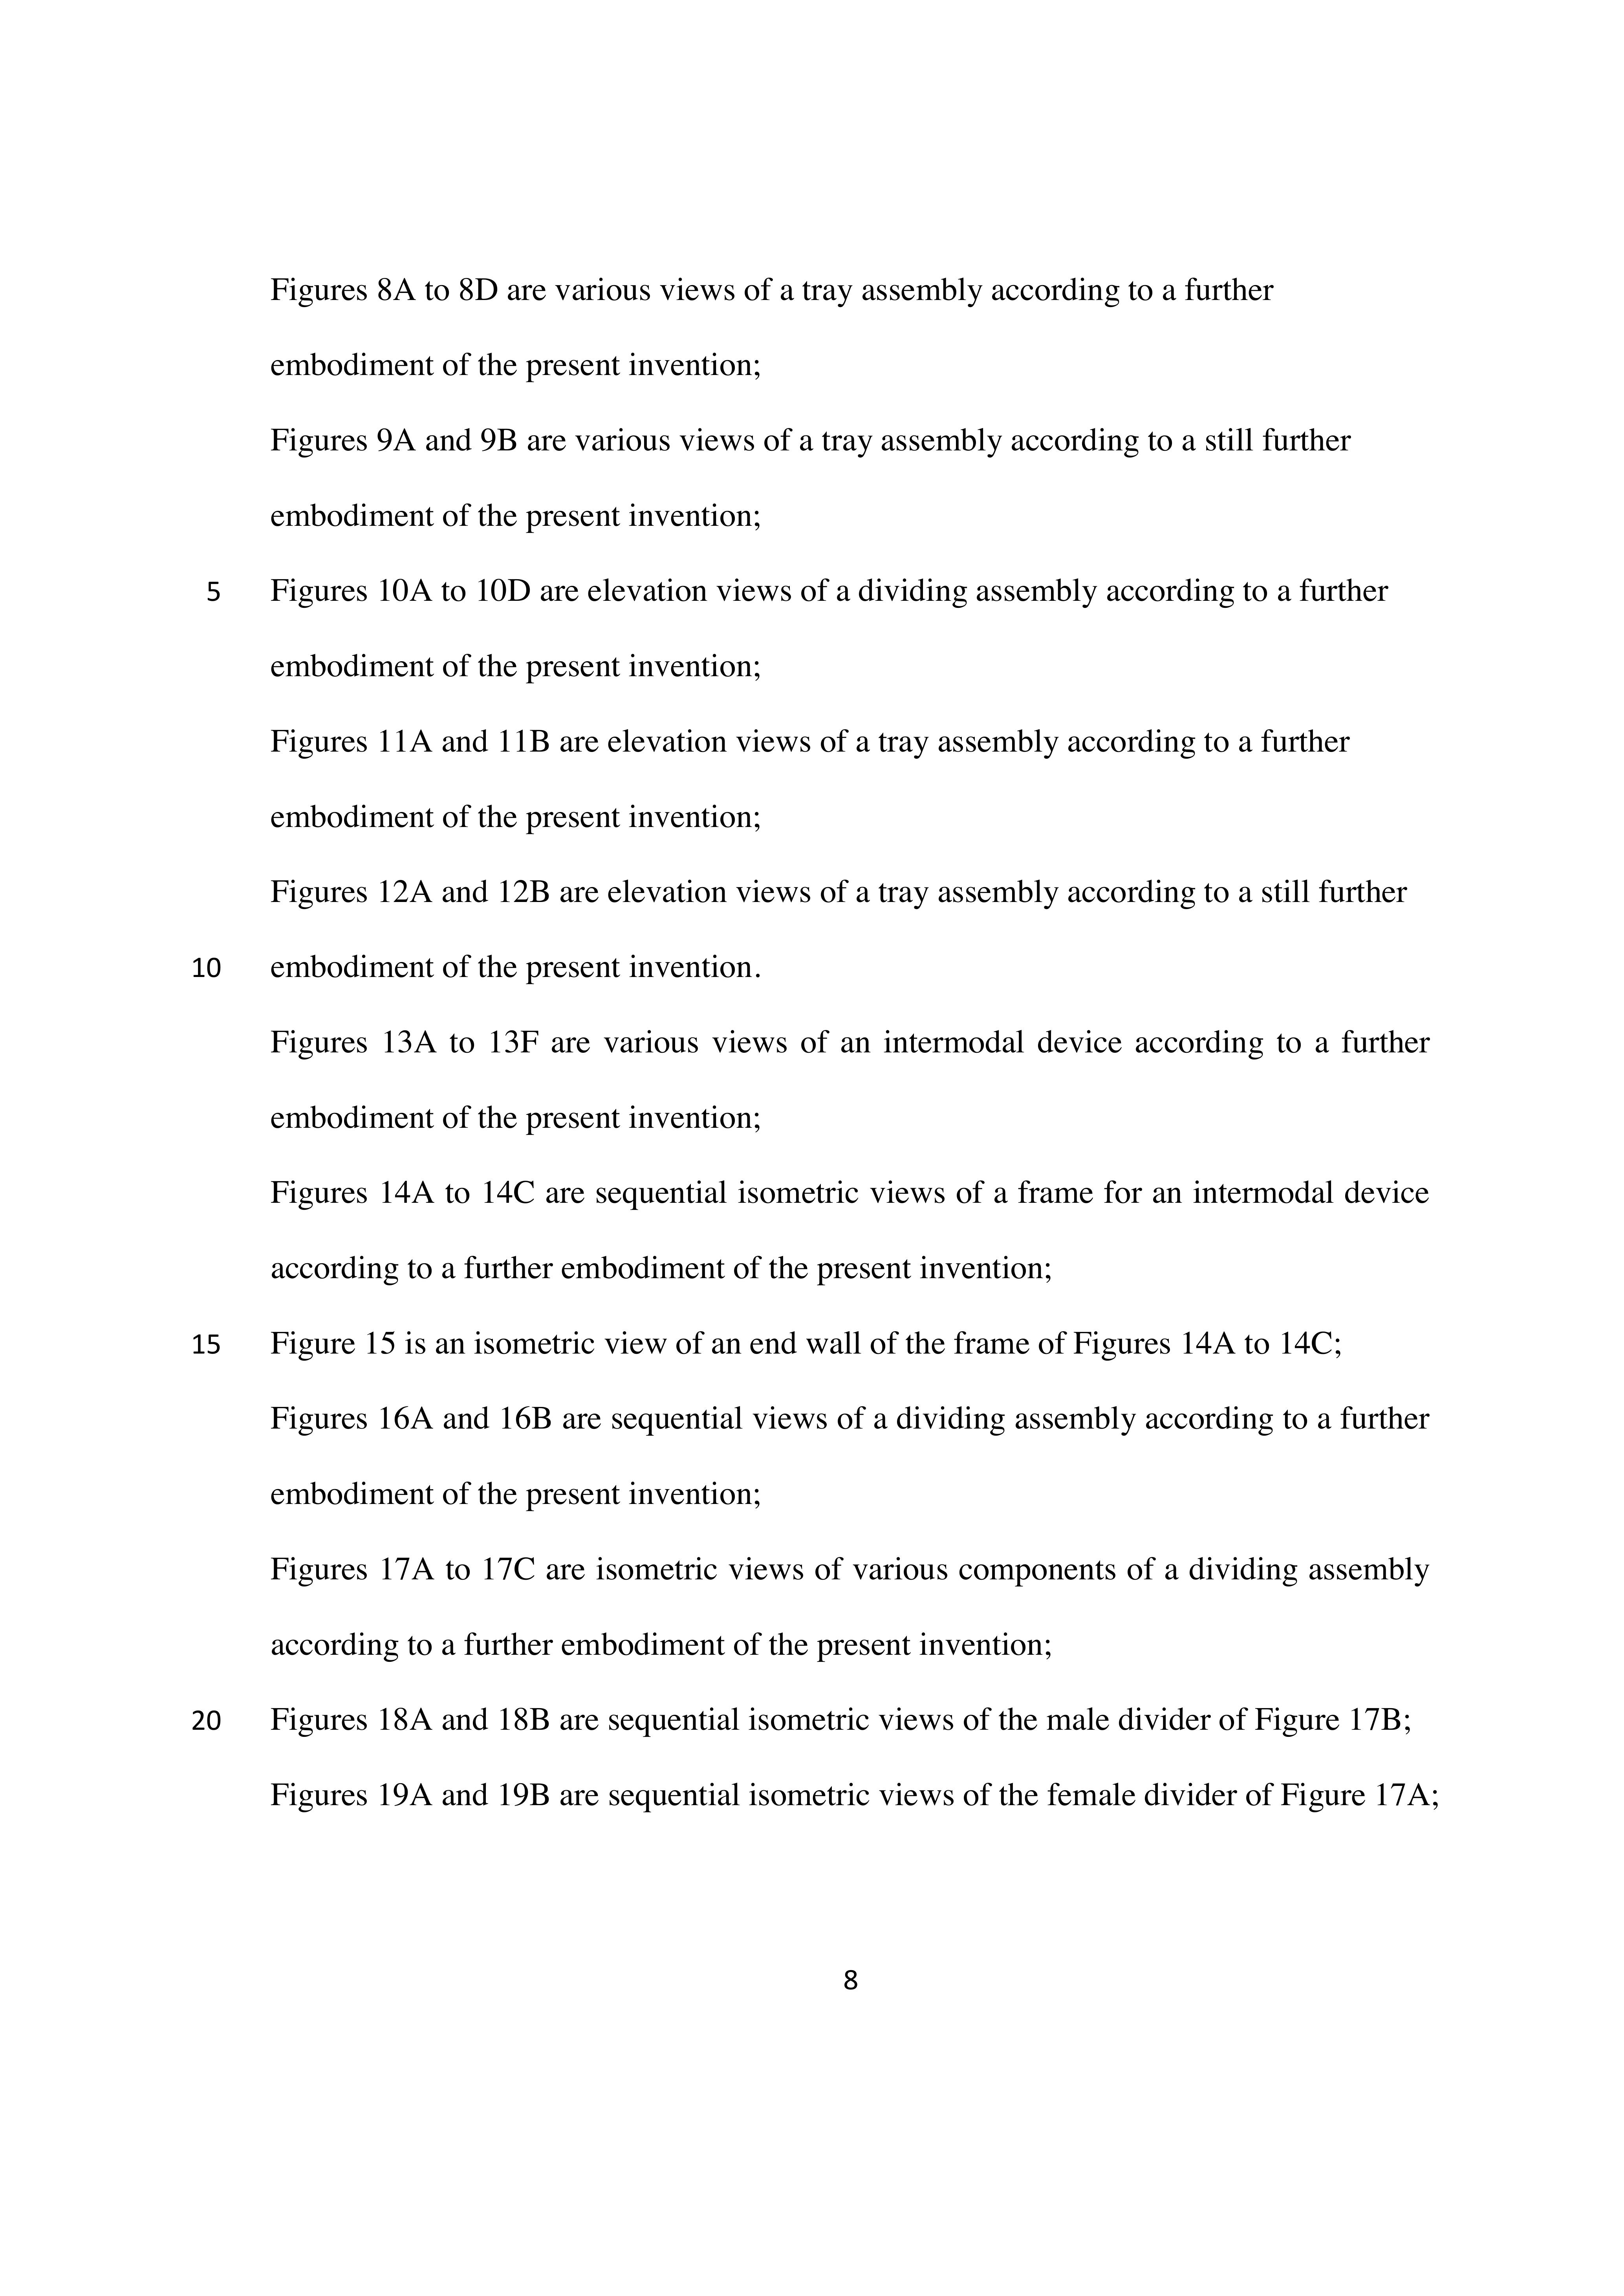 Figures 8A to 8D are various views of a tray assembly according to a further
embodiment of the present invention;
Figures 9A and 9B are various views of a tray assembly according to a still further
embodiment of the present invention;
5 Figures 10A to 10D are elevation views of a dividing assembly according to a further
embodiment of the present invention;
Figures 11A and 11B are elevation views of a tray assembly according to a further
embodiment of the present invention;
Figures 12A and 12B are elevation views of a tray assembly according to a still further
10 embodiment of the present invention.
Figures 13A to 13F are various views of an intermodal device according to a further
embodiment of the present invention;
Figures 14A to 14C are sequential isometric views of a frame for an intermodal device
according to a further embodiment of the present invention;
15 Figure 15 is an isometric view of an end wall of the frame of Figures 14A to 14C;
Figures 16A and 16B are sequential views of a dividing assembly according to a further
embodiment of the present invention;
Figures 17A to 17C are isometric views of various components of a dividing assembly
according to a further embodiment of the present invention;
20 Figures 18A and 18B are sequential isometric views of the male divider of Figure 17B;
Figures 19A and 19B are sequential isometric views of the female divider of Figure 17A;
8